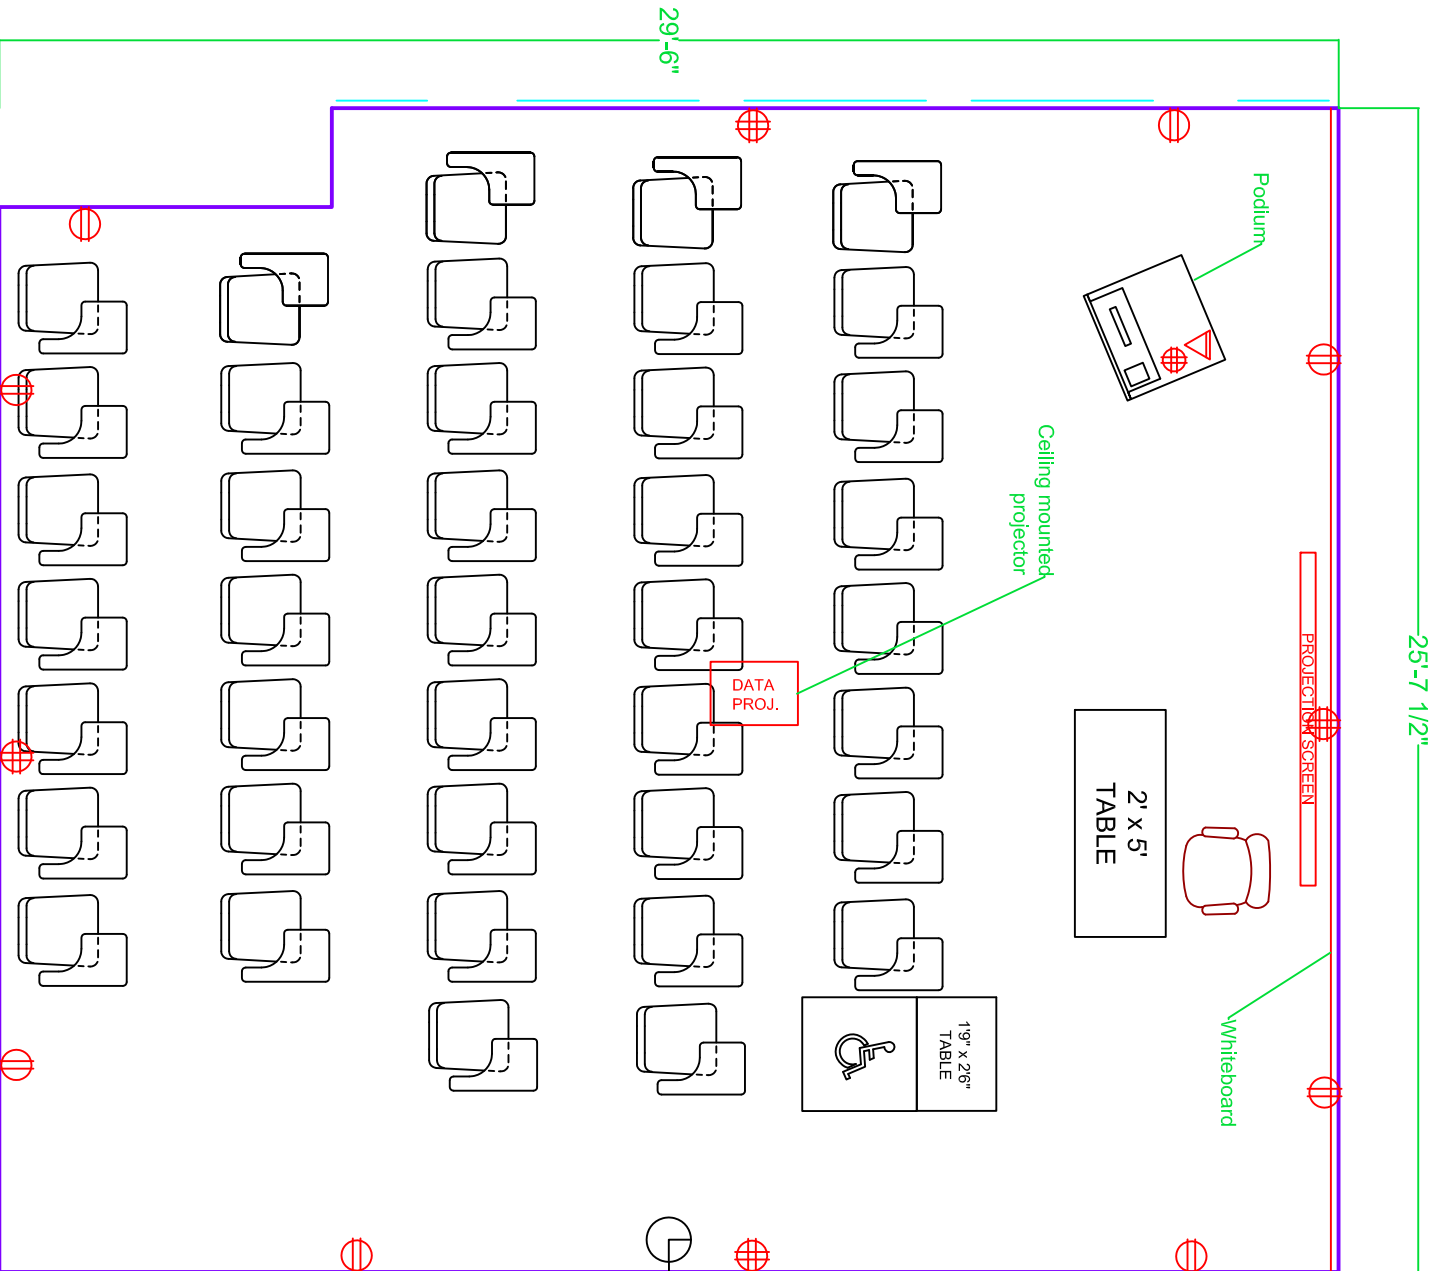 29'-6"
25'-7 1/2"
Podium
Ceiling mounted
projector
DATA
PROJ.
PROJECTION SCREEN
2' x 5'
TABLE
1'9" x 2'6"
TABLE
Whiteboard